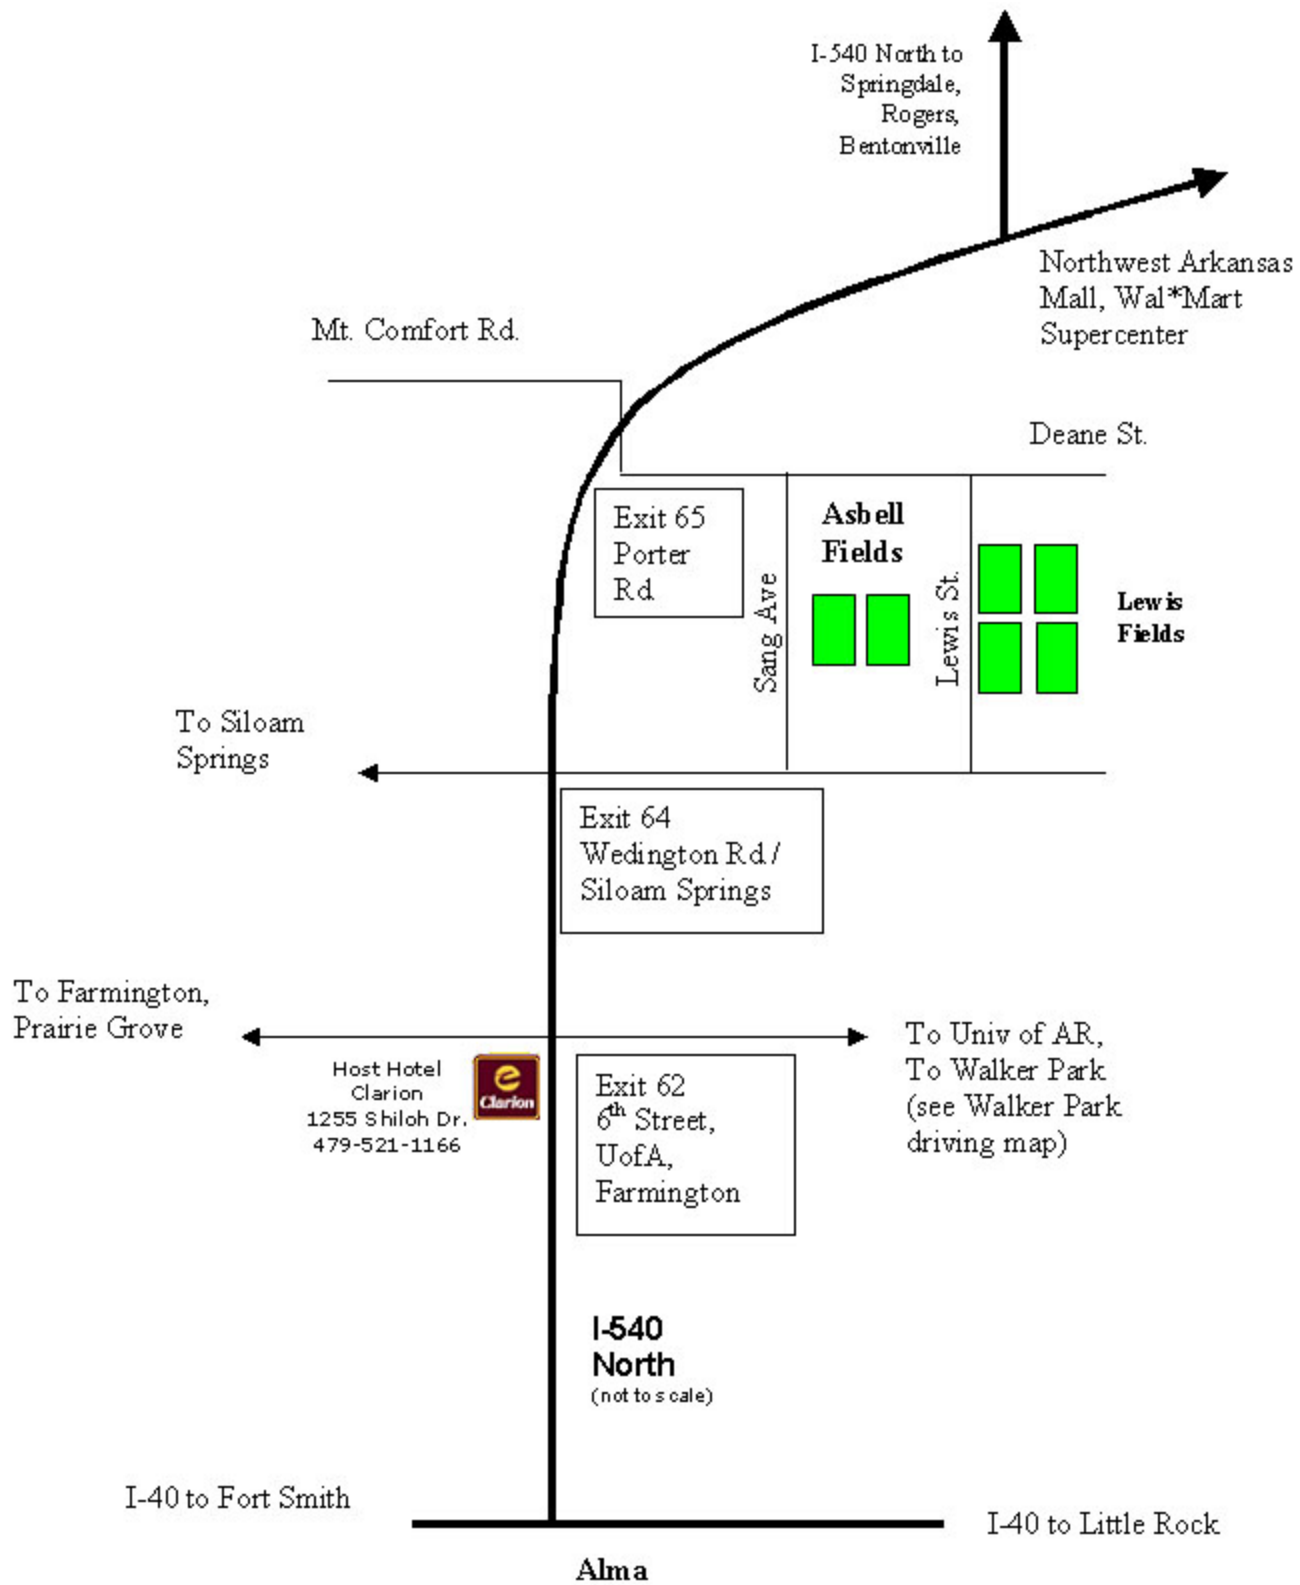 I-540 North to
Springdale,
Rogers,
Bentonville
Northwest Arkansas
Mall, Wal*Mart
Supercenter
Mt. Comfort Rd.
Deane St.
Exit 65
Porter
Rd
Sang Ave
Asbell
Fields
Lewis St.
Lewis
Fields
To Siloam
Springs
Exit 64
Wedington Rd/
Siloam Springs
To Farmington,
Prairie Grove
Host Hotel
Clarion
1255 Shiloh Dr.
479-521-1166
Clarion
Exit 62
6th Street,
UofA,
Farmington
To Univ of AR,
To Walker Park
(see Walker Park
driving map)
I-540
North
(not to scale)
I-40 to Fort Smith
I-40 to Little Rock
Alma